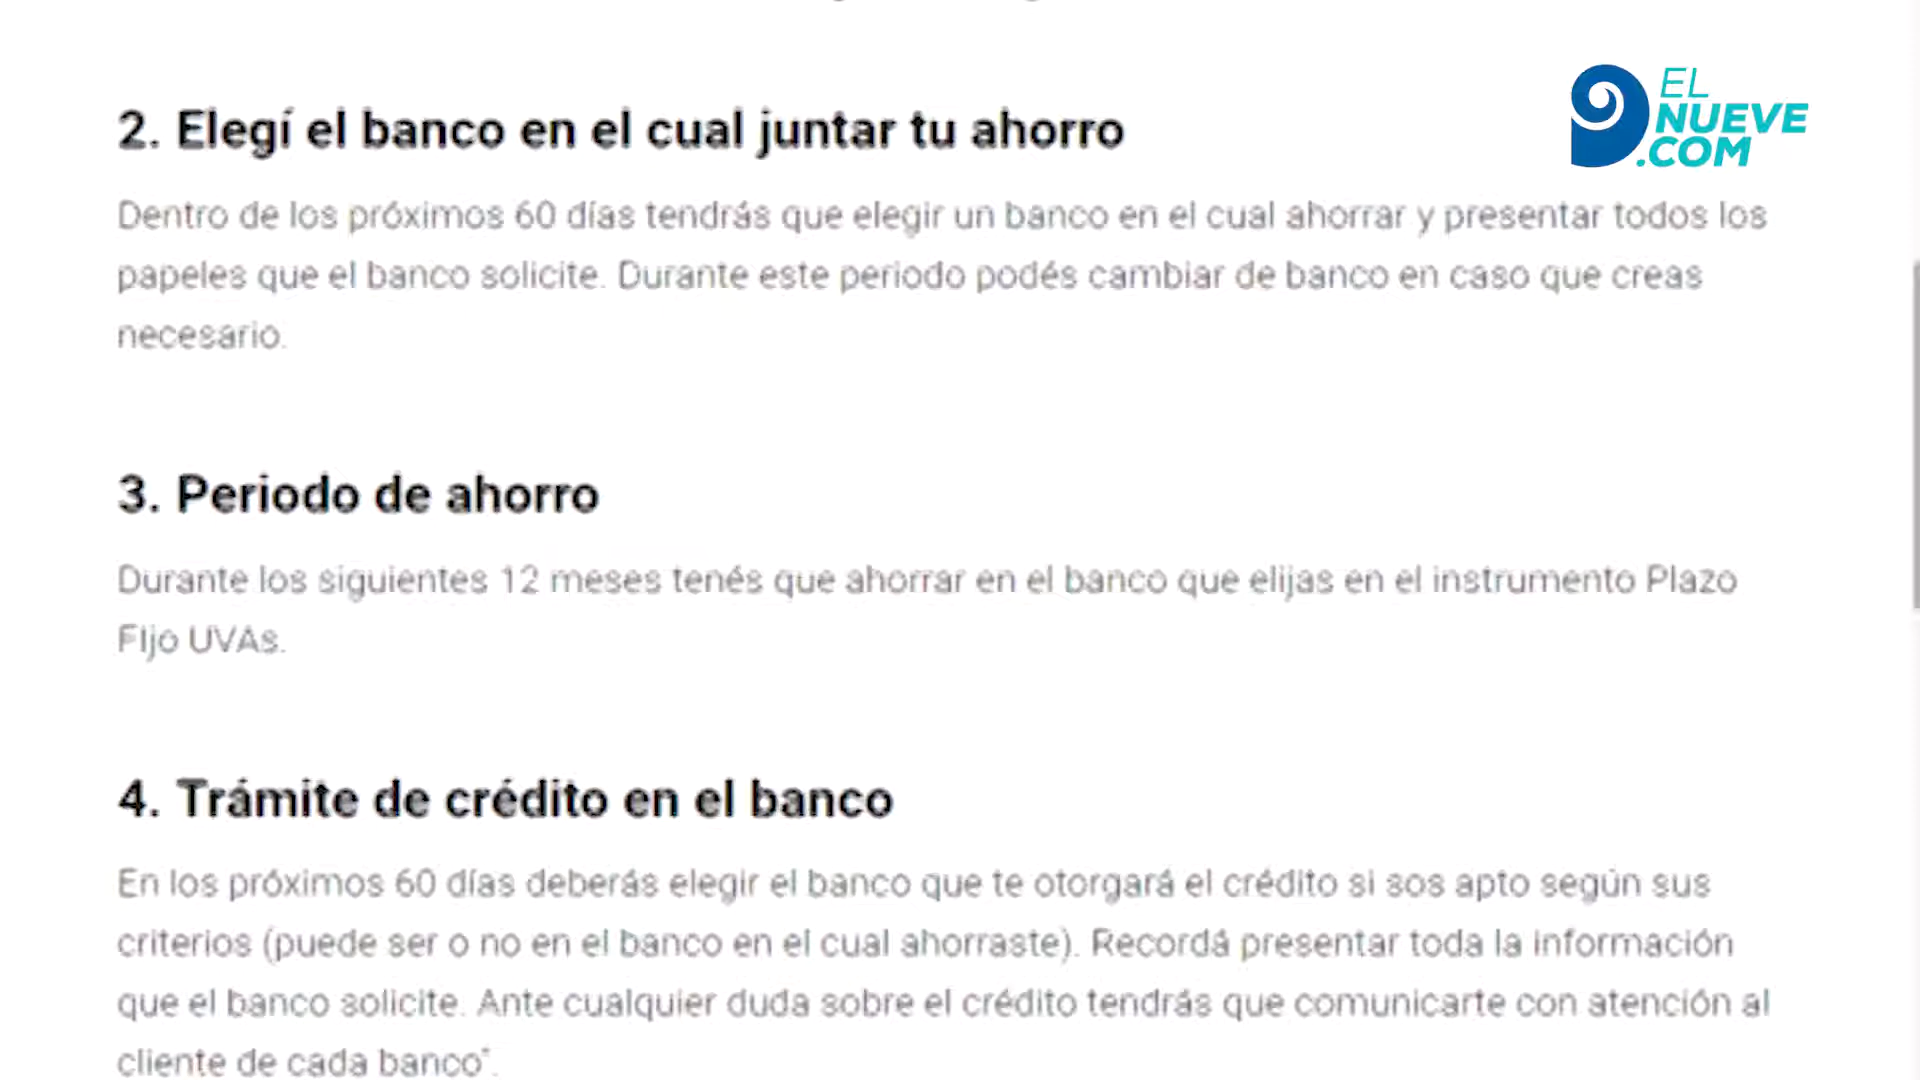 EL
NUEVE
.COM
2. Elegí el banco en el cual juntar tu ahorro
Dentro de los próximos 60 días tendrás que elegir un banco en el cual ahorrar y presentar todos los
papeles que el banco solicite. Durante este periodo podés cambiar de banco en caso que creas
necesario.
3. Periodo de ahorro
Durante los siguientes 12 meses tenés que ahorrar en el banco que elijas en el instrumento Plazo
FIjo UVAs.
4. Trámite de crédito en el banco
En los próximos 60 días deberás elegir el banco que te otorgará el crédito si sos apto según sus
criterios (puede ser o no en el banco en el cual ahorraste). Recordá presentar toda la información
que el banco solicite. Ante cualquier duda sobre el crédito tendrás que comunicarte con atención al
cliente de cada banco".